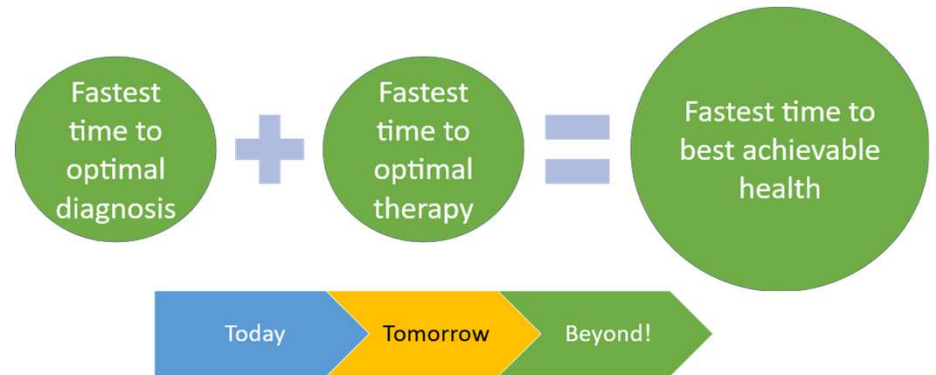 Fastest
time to
optimal
diagnosis
Fastest
time to
optimal
therapy
Fastest time to
best achievable
health
Today
Tomorrow
Beyond!